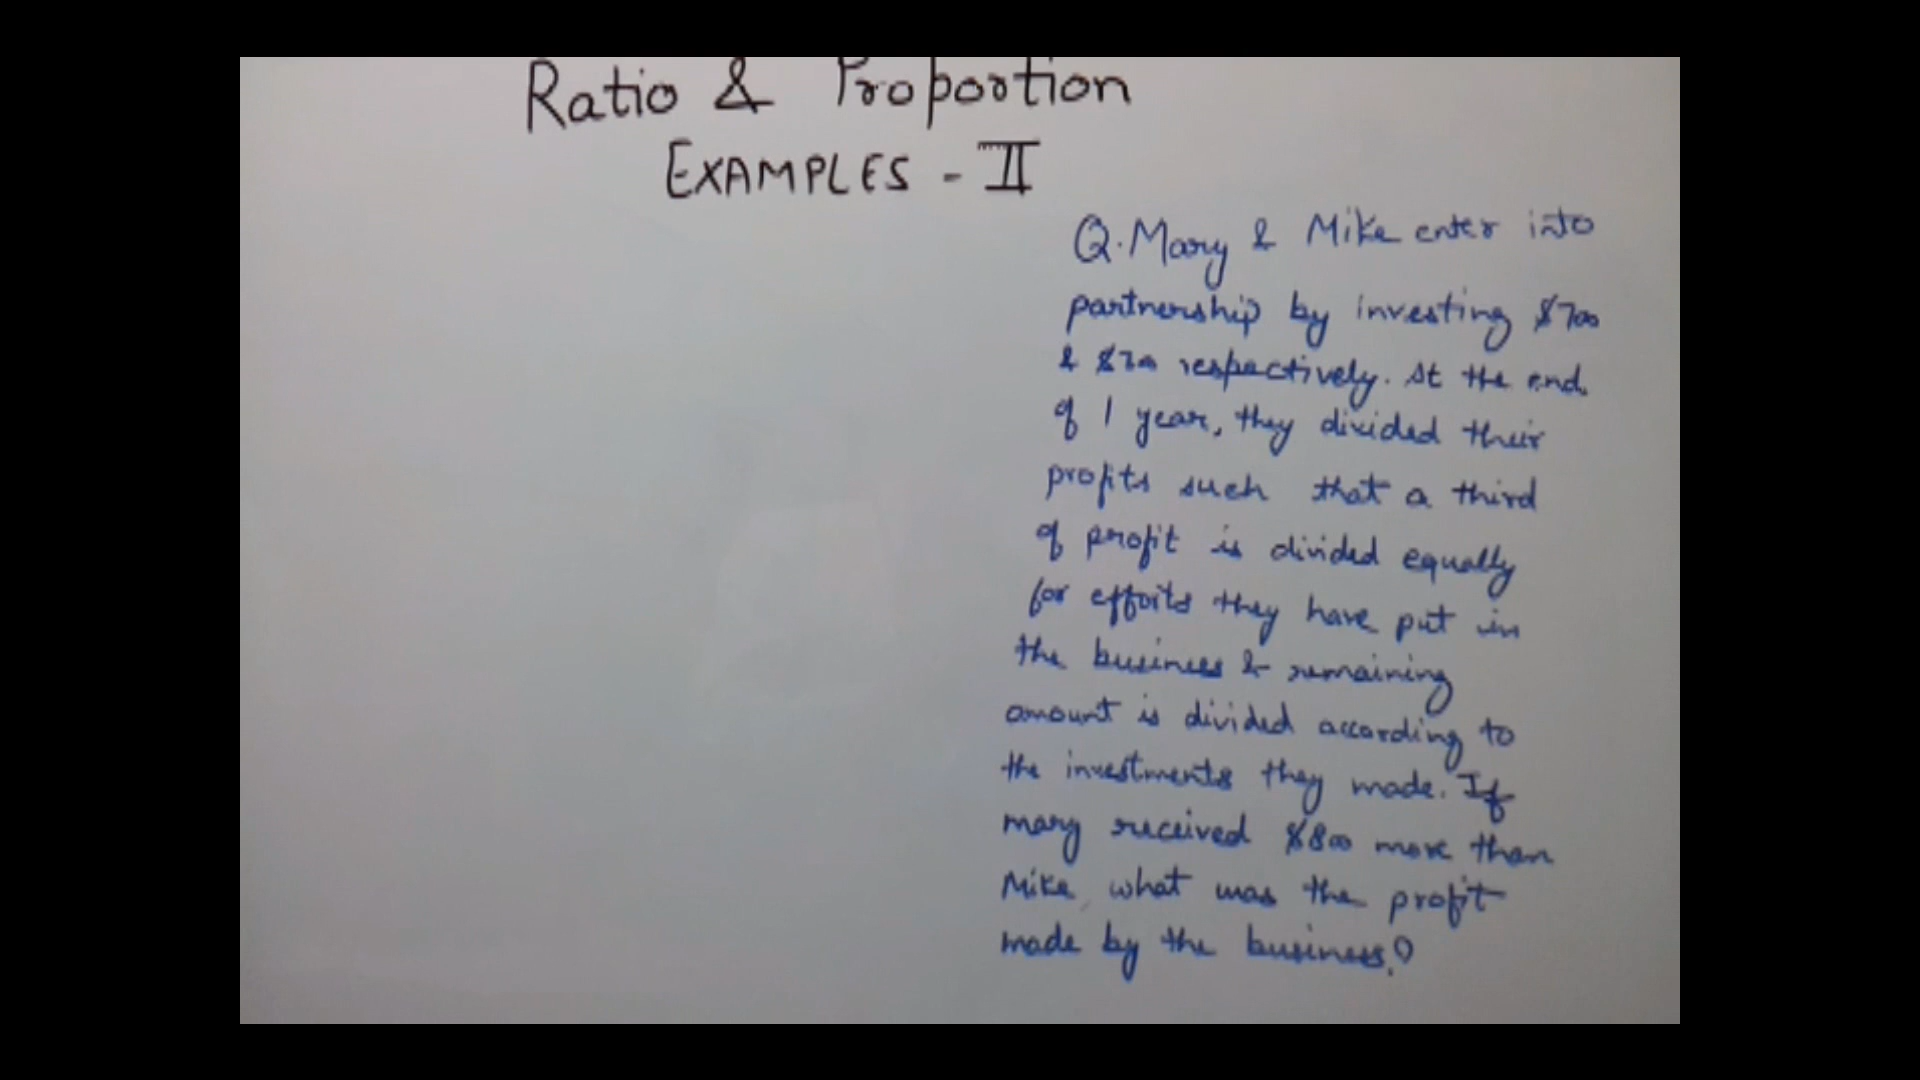 Ratio & Proportion
EXAMPLES - II
Q. Mary & Mike enter into
partnership by investing $700
& respectively. At the end
of 1 year, they divided their
profits such that a third
of profit is divided equally
for efforts they have put in
the business & remaining
amount is divided according to
the investments they made. If
mary received $800 more than
Mike, what was the profit
made by the business?